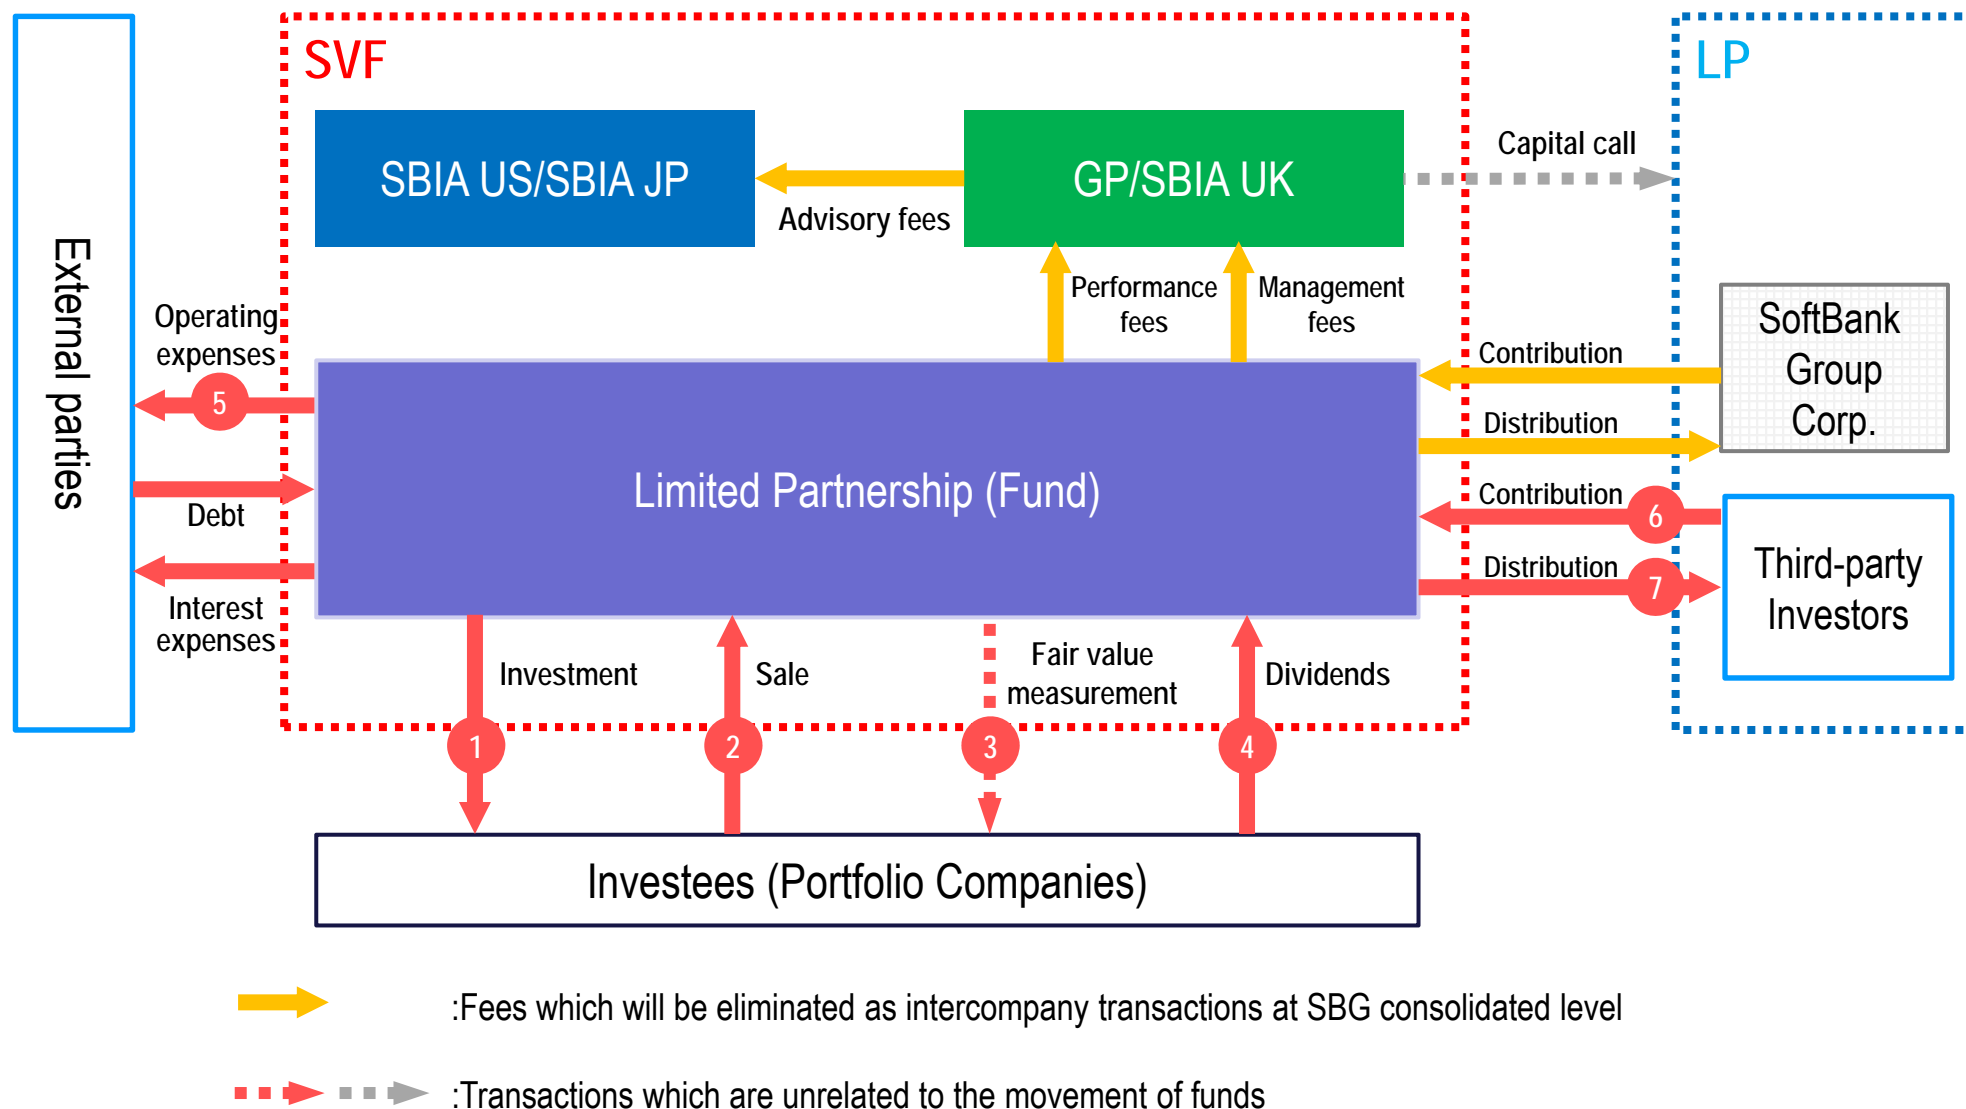 SVF
LP
SBIA US/SBIA JP
GP/SBIA UK
Capital call
Advisory fees
External parties
Operating
expenses
5
Debt
Interest
expenses
Performance
fees
Management
fees
Limited Partnership (Fund)
Contribution
Distribution
SoftBank
Group
Corp.
Contribution
6
Distribution
7
Third-party
Investors
Investment
Sale
Fair value
measurement
Dividends
1
2
3
4
Investees (Portfolio Companies)
:Fees which will be eliminated as intercompany transactions at SBG consolidated level
:Transactions which are unrelated to the movement of funds